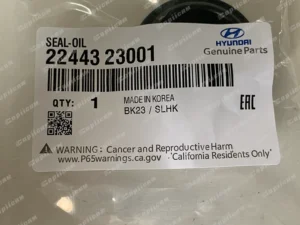 SEAL-OIL
22443 23001
HYUNDAI
Genuine Parts
QTY: 1
MADE IN KOREA
BK23 / SLHK
EAC
WARNING: Cancer and Reproductive Harm
www.P65warnings.ca.gov "California Residents Only"